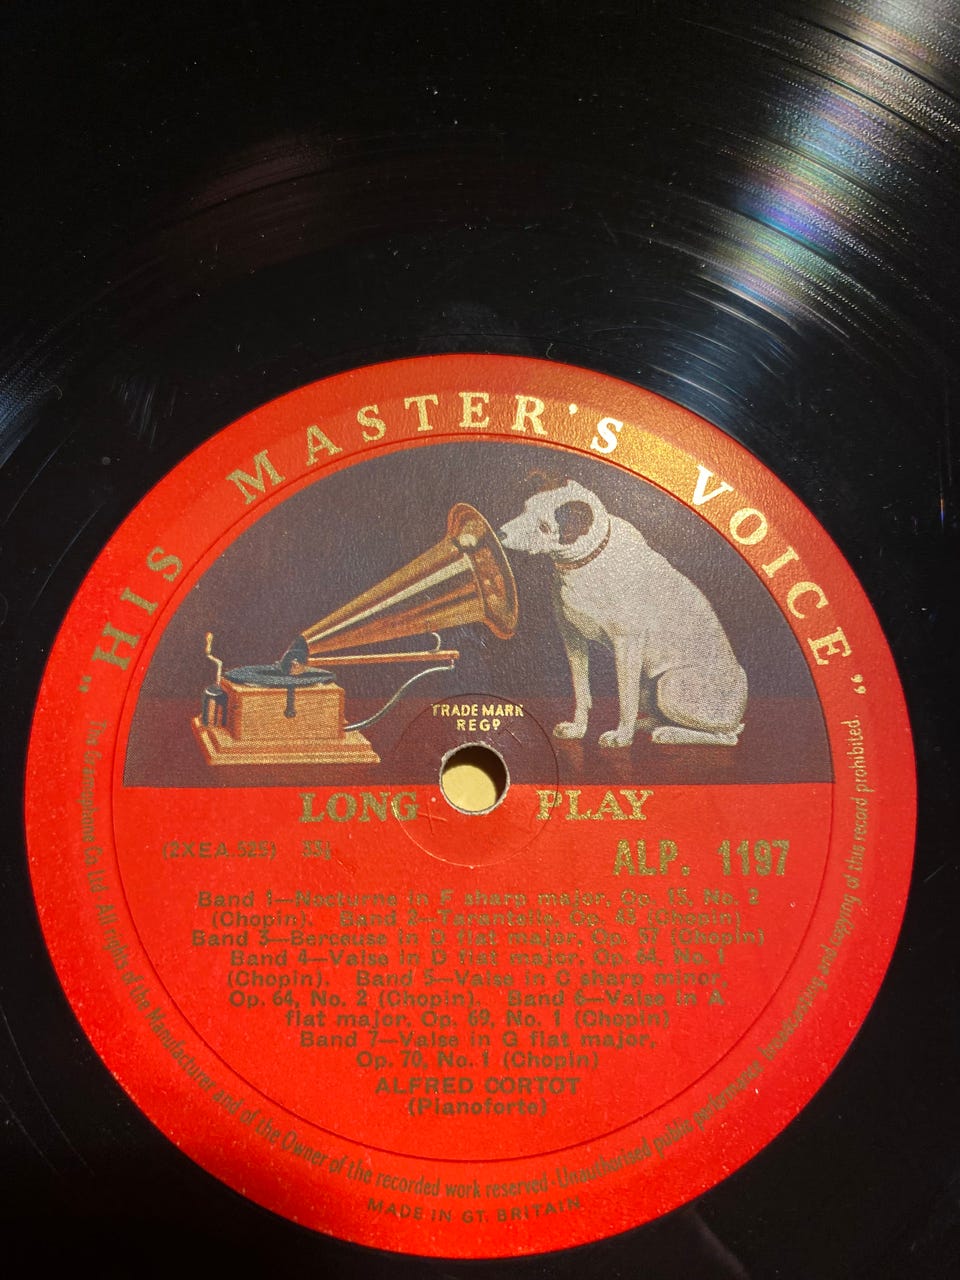 "HIS MASTER'S VOICE"
TRADE MARK
REGD
LONG PLAY
(2XEA.625) 33⅓
ALP. 1197
Band 1—Nocturne in F sharp major, Op. 15, No. 2
(Chopin). Band 2—Tarantelle, Op. 43 (Chopin)
Band 3—Berceuse in D flat major, Op. 57 (Chopin)
Band 4—Valse in D flat major, Op. 64, No. 1
(Chopin). Band 5—Valse in C sharp minor,
Op. 64, No. 2 (Chopin). Band 6—Valse in A
flat major, Op. 69, No. 1 (Chopin)
Band 7—Valse in G flat major,
Op. 70, No. 1 (Chopin)
ALFRED CORTOT
(Pianoforte)
The Gramophone Co. Ltd. All rights of the Manufacturer and of the Owner of the recorded work reserved·Unauthorised public performance, broadcasting and copying of this record prohibited.
MADE IN GT. BRITAIN